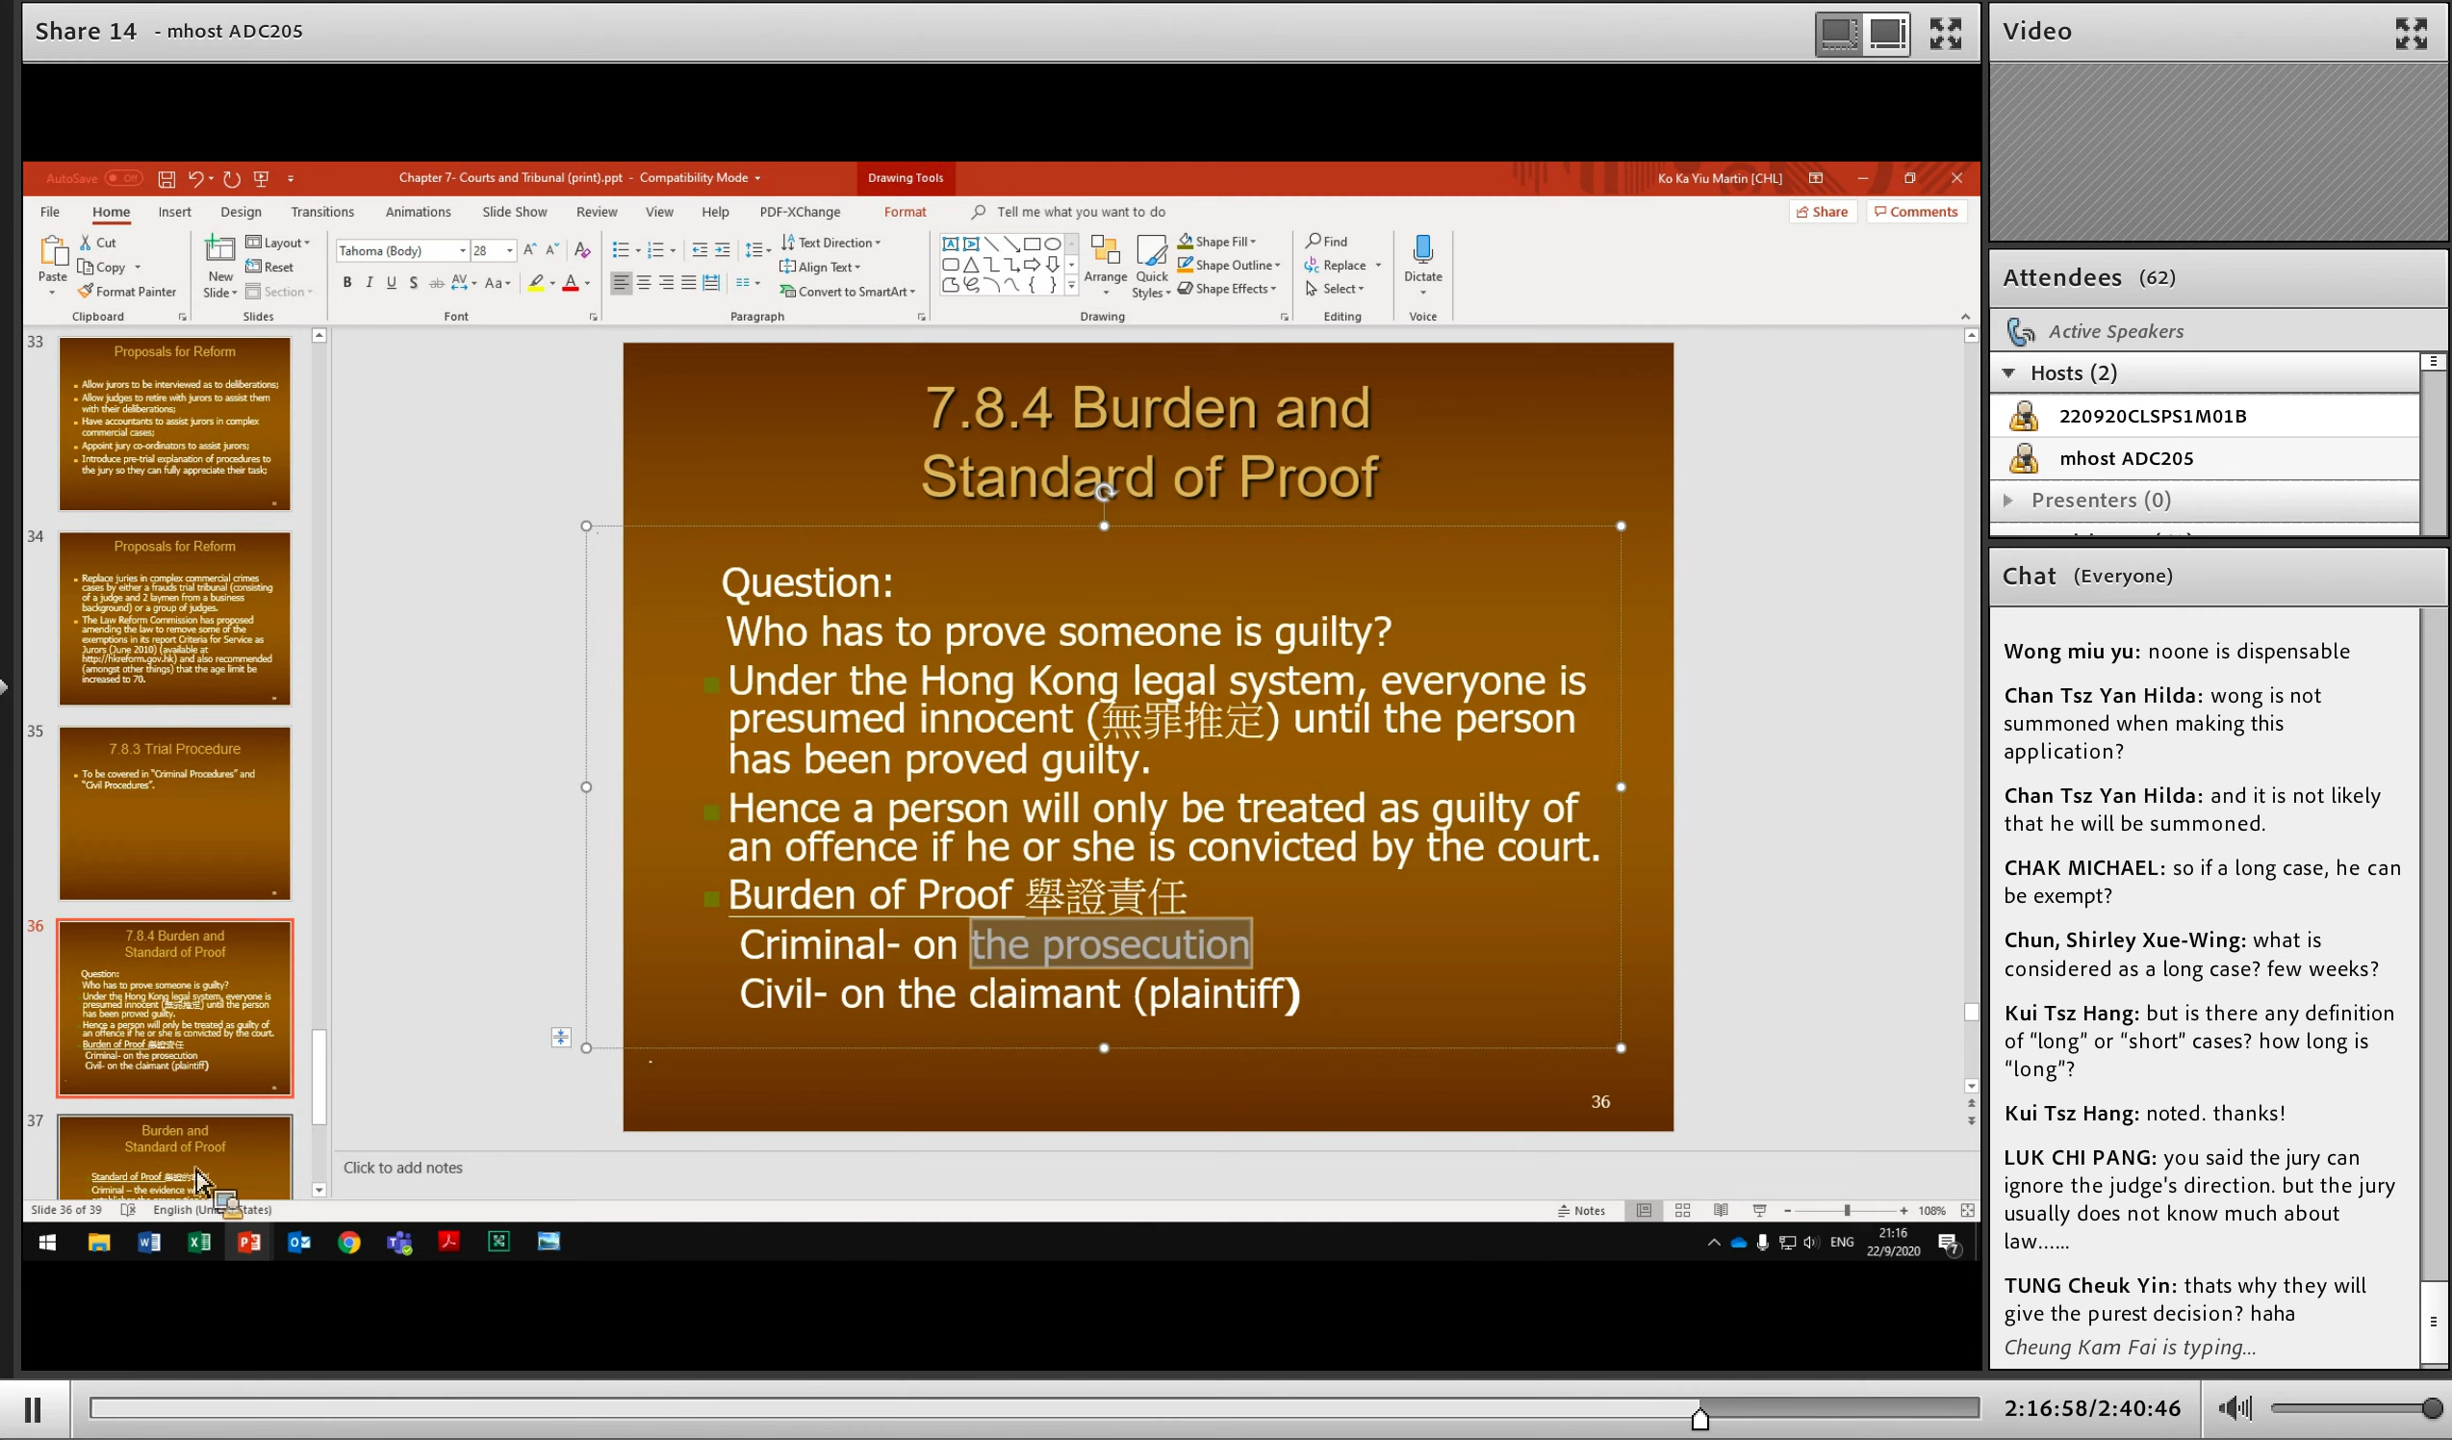 Share 14 - mhost ADC205
Video
AutoSave Off
Chapter 7- Courts and Tribunal (print).ppt - Compatibility Mode
Drawing Tools
Ko Ka Yiu Martin [CHL]
File Home Insert Design Transitions Animations Slide Show Review View Help PDF-XChange Format Tell me what you want to do
Share Comments
Paste
Cut
Copy
Format Painter
Clipboard
New Slide
Layout
Reset
Section
Slides
Tahoma (Body) 28
Font
Text Direction
Align Text
Convert to SmartArt
Paragraph
Arrange
Quick Styles
Shape Fill
Shape Outline
Shape Effects
Drawing
Find
Replace
Select
Editing
Dictate
Voice
33
Proposals for Reform
Allow jurors to be interviewed as to deliberations;
Allow judges to retire with jurors to assist them
with their deliberations;
Have accountants to assist jurors in complex
commercial cases;
Appoint jury co-ordinators to assist jurors;
Introduce pre-trial explanation of procedures to
the jury so they can fully appreciate their task;
34
Proposals for Reform
Replace juries in complex commercial crimes
cases by either a frauds trial tribunal (consisting
of a judge and 2 laymen from a business
background) or a group of judges.
The Law Reform Commission has proposed
amending the law to remove some of the
exemptions in its report Criteria for Service as
Jurors (June 2010) (available at
http://hkreform.gov.hk) and also recommended
(amongst other things) that the age limit be
increased to 70.
35
7.8.3 Trial Procedure
To be covered in "Criminal Procedures" and
"Civil Procedures".
36
7.8.4 Burden and
Standard of Proof
Question:
Who has to prove someone is guilty?
Under the Hong Kong legal system, everyone is
presumed innocent (無罪推定) until the person
has been proved guilty.
Hence a person will only be treated as guilty of
an offence if he or she is convicted by the court.
Burden of Proof 舉證責任
Criminal- on the prosecution
Civil- on the claimant (plaintiff)
37
Burden and
Standard of Proof
Standard of Proof
Criminal – the evidence
7.8.4 Burden and
Standard of Proof
Question:
Who has to prove someone is guilty?
Under the Hong Kong legal system, everyone is
presumed innocent (無罪推定) until the person
has been proved guilty.
Hence a person will only be treated as guilty of
an offence if he or she is convicted by the court.
Burden of Proof 舉證責任
Criminal- on the prosecution
Civil- on the claimant (plaintiff)
36
Click to add notes
Slide 36 of 39
English
Notes
108%
ENG
21:16
22/9/2020
7
Attendees (62)
Active Speakers
Hosts (2)
220920CLSPS1M01B
mhost ADC205
Presenters (0)
Chat (Everyone)
Wong miu yu: noone is dispensable
Chan Tsz Yan Hilda: wong is not
summoned when making this
application?
Chan Tsz Yan Hilda: and it is not likely
that he will be summoned.
CHAK MICHAEL: so if a long case, he can
be exempt?
Chun, Shirley Xue-Wing: what is
considered as a long case? few weeks?
Kui Tsz Hang: but is there any definition
of “long” or “short” cases? how long is
“long”?
Kui Tsz Hang: noted. thanks!
LUK CHI PANG: you said the jury can
ignore the judge's direction. but the jury
usually does not know much about
law......
TUNG Cheuk Yin: thats why they will
give the purest decision? haha
Cheung Kam Fai is typing...
2:16:58/2:40:46